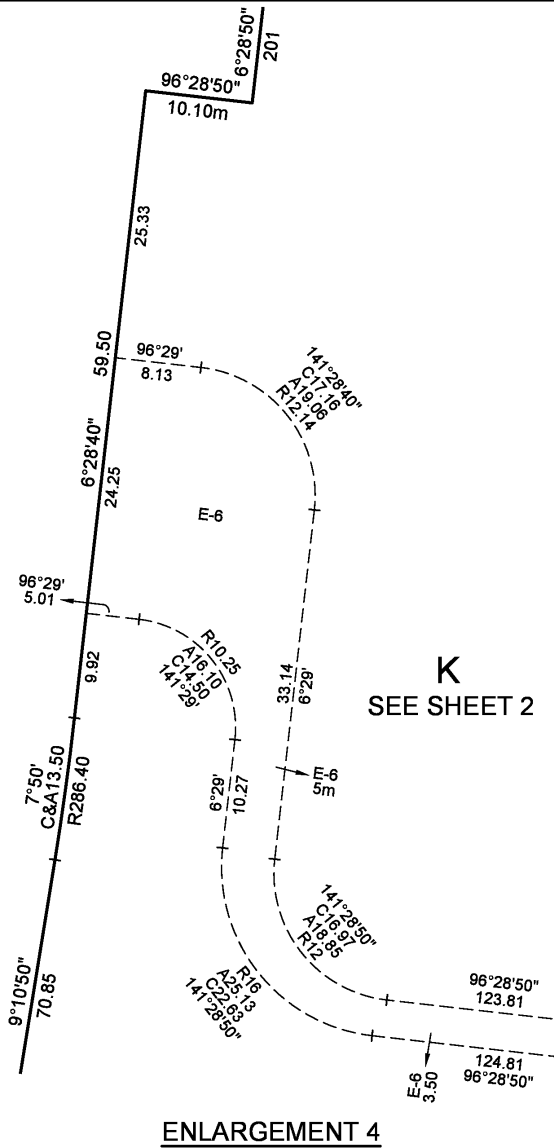 6°28'50"
201
96°28'50"
10.10m
25.33
59.50
96°29'
8.13
141°28'40"
C17.16
A19.06
R12.14
6°28'40"
24.25
E-6
96°29'
5.01
R10.25
A16.10
C14.50
141°29'
9.92
33.14
6°29'
K
SEE SHEET 2
7°50'
C&A13.50
R286.40
6°29'
10.27
E-6
5m
141°28'50"
C16.97
A18.85
R12
R16
A25.13
C22.63
141°28'50"
9°10'50"
70.85
96°28'50"
123.81
124.81
96°28'50"
E-6
3.50
ENLARGEMENT 4